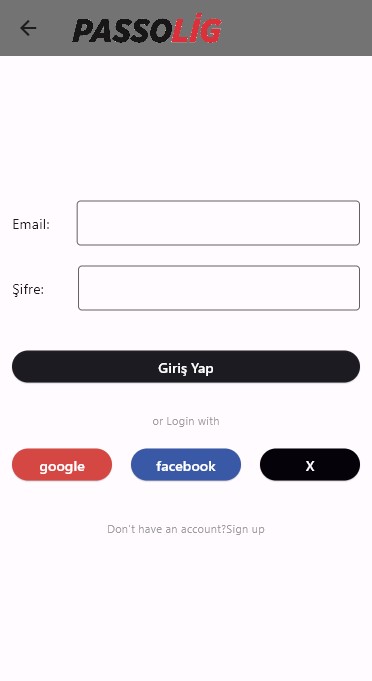 PASSOLİG
Email:
Şifre:
Giriş Yap
or Login with
google facebook X
Don't have an account?Sign up